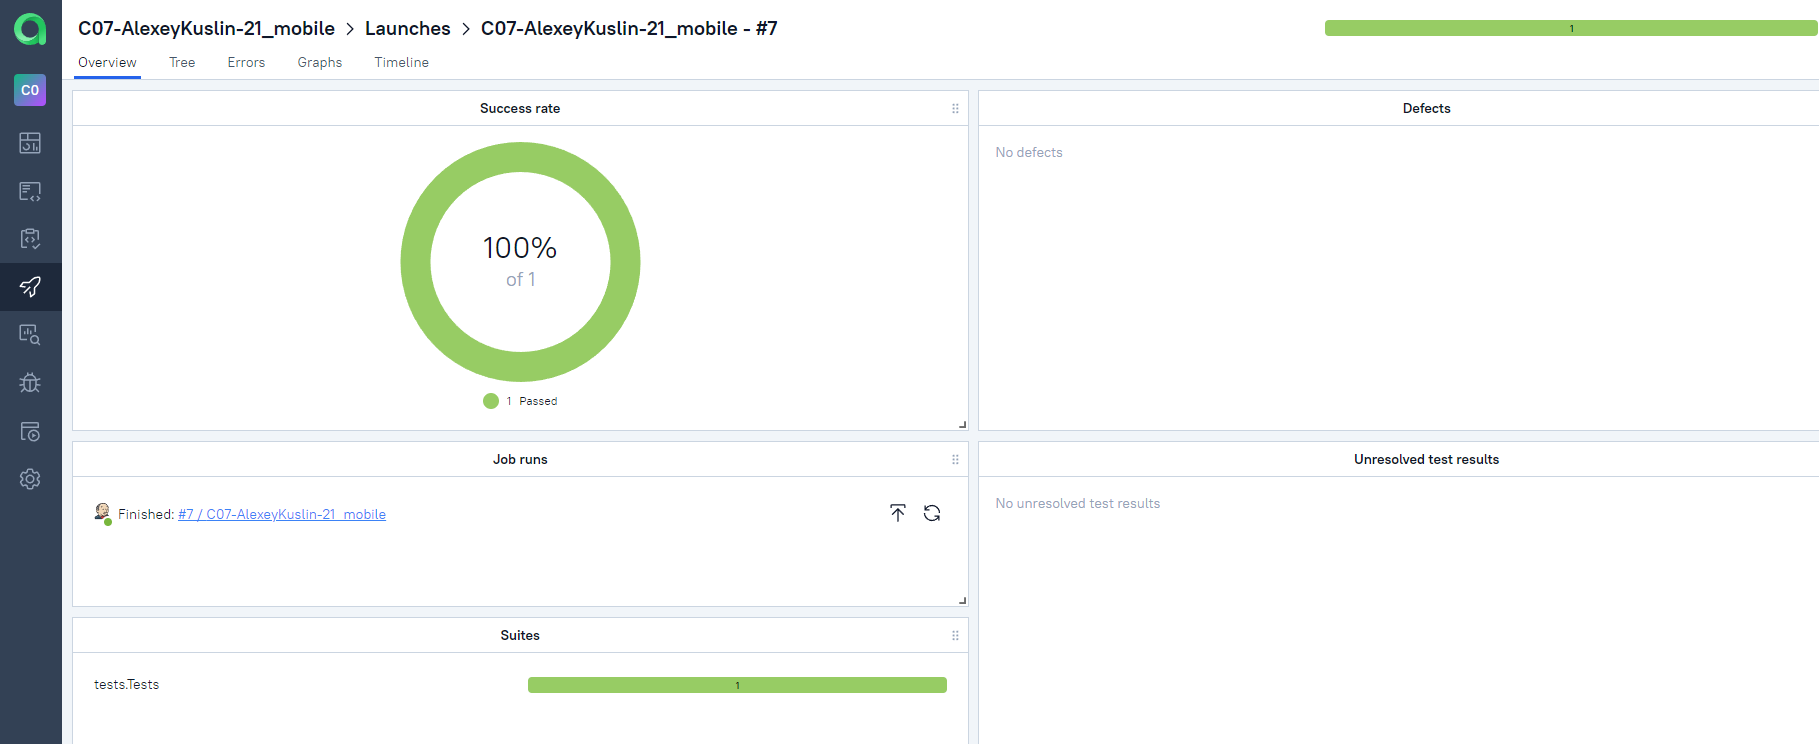 C07-AlexeyKuslin-21_mobile > Launches > C07-AlexeyKuslin-21_mobile - #7
1
Overview Tree Errors Graphs Timeline
C0
Success rate
100%
of 1
1 Passed
Defects
No defects
Job runs
Finished: #7 / C07-AlexeyKuslin-21_mobile
Unresolved test results
No unresolved test results
Suites
tests.Tests 1